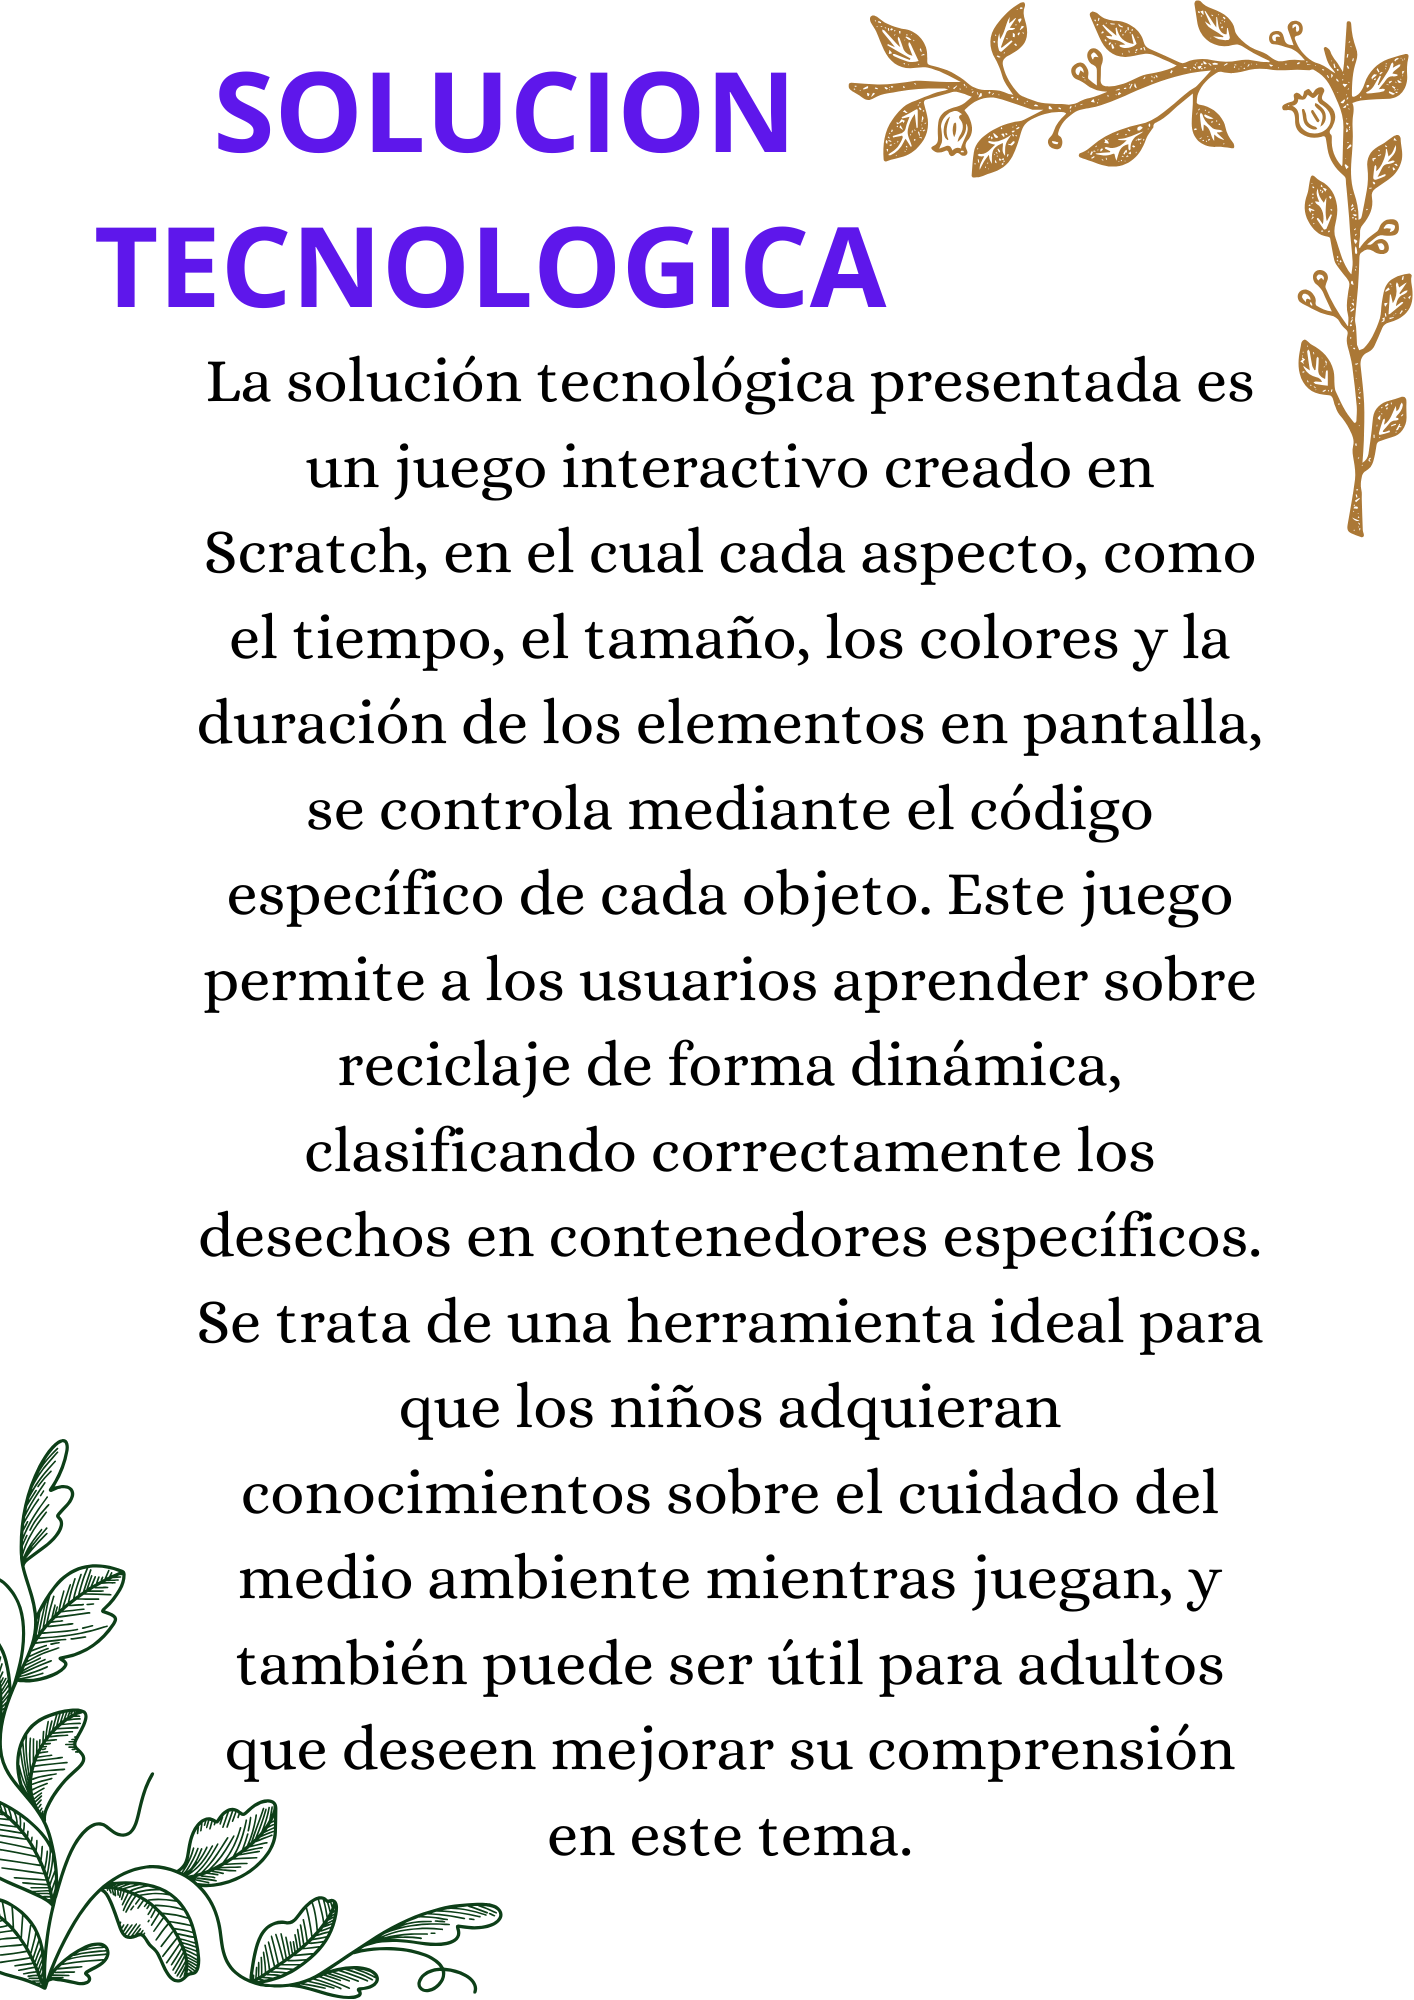 SOLUCION
TECNOLOGICA
La solución tecnológica presentada es
un juego interactivo creado en
Scratch, en el cual cada aspecto, como
el tiempo, el tamaño, los colores y la
duración de los elementos en pantalla,
se controla mediante el código
específico de cada objeto. Este juego
permite a los usuarios aprender sobre
reciclaje de forma dinámica,
clasificando correctamente los
desechos en contenedores específicos.
Se trata de una herramienta ideal para
que los niños adquieran
conocimientos sobre el cuidado del
medio ambiente mientras juegan, y
también puede ser útil para adultos
que deseen mejorar su comprensión
en este tema.